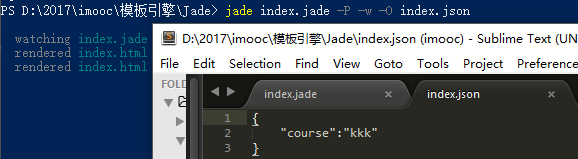 PS D:\2017\imooc\模板引擎\Jade> jade index.jade -P -w -O index.json
watching index.jade
rendered index.html
rendered index.html
D:\2017\imooc\模板引擎\Jade\index.json (imooc) - Sublime Text (UN
File Edit Selection Find View Goto Tools Project Preference
FOLD
index.jade × index.json ×
1 {
2 "course":"kkk"
3 }